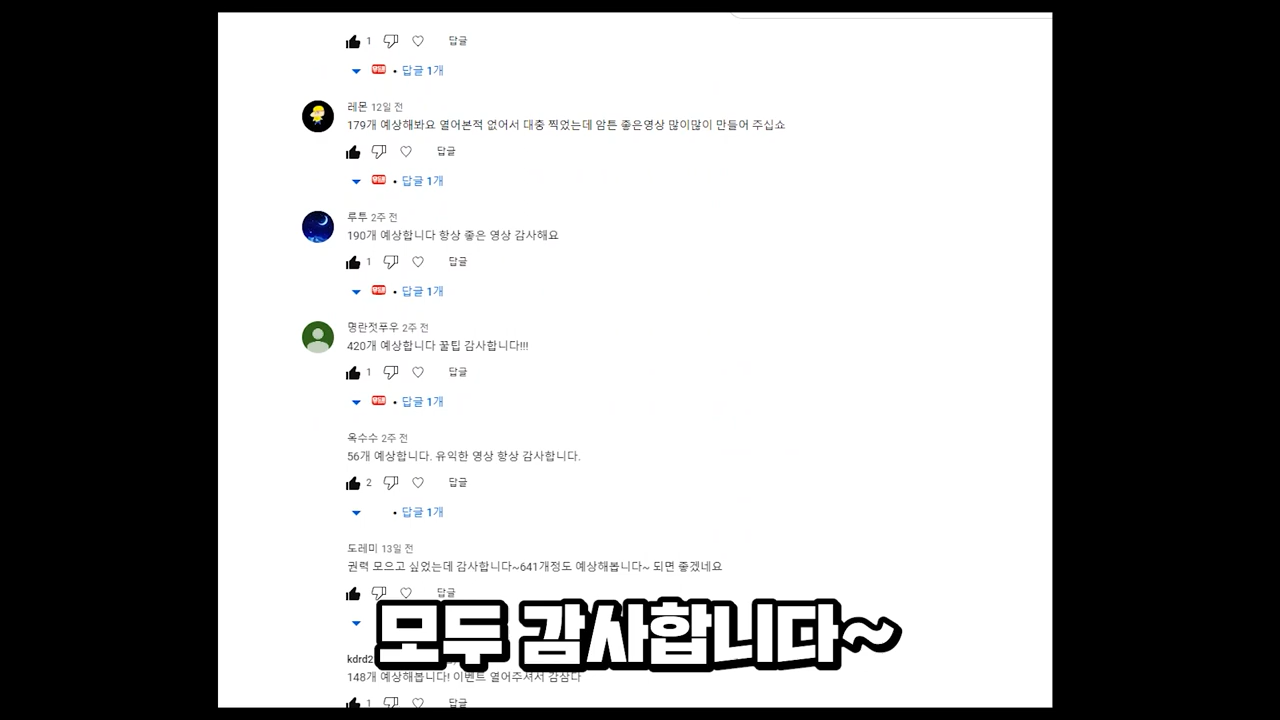 1 답글
• 답글 1개
레몬 12일 전
179개 예상해봐요 열어본적 없어서 대충 찍었는데 암튼 좋은영상 많이많이 만들어 주십쇼
답글
• 답글 1개
루투 2주 전
190개 예상합니다 항상 좋은 영상 감사해요
1 답글
• 답글 1개
명란젓푸우 2주 전
420개 예상합니다 꿀팁 감사합니다!!!
1 답글
• 답글 1개
옥수수 2주 전
56개 예상합니다. 유익한 영상 항상 감사합니다.
2 답글
• 답글 1개
도레미 13일 전
권력 모으고 싶었는데 감사합니다~641개정도 예상해봅니다~ 되면 좋겠네요
답글
모두 감사합니다~
kdrd2
148개 예상해봅니다! 이벤트 열어주셔서 감삼다
1 답글